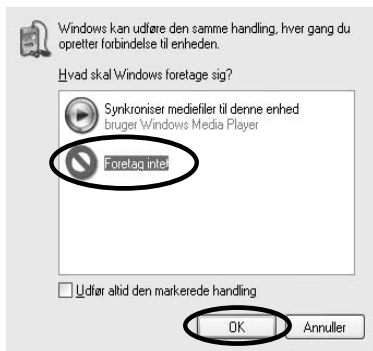 Windows kan udføre den samme handling, hver gang du
opretter forbindelse til enheden.
Hvad skal Windows foretage sig?
Synkroniser mediefiler til denne enhed
bruger Windows Media Player
Foretag intet
Udfør altid den markerede handling
OK
Annuller